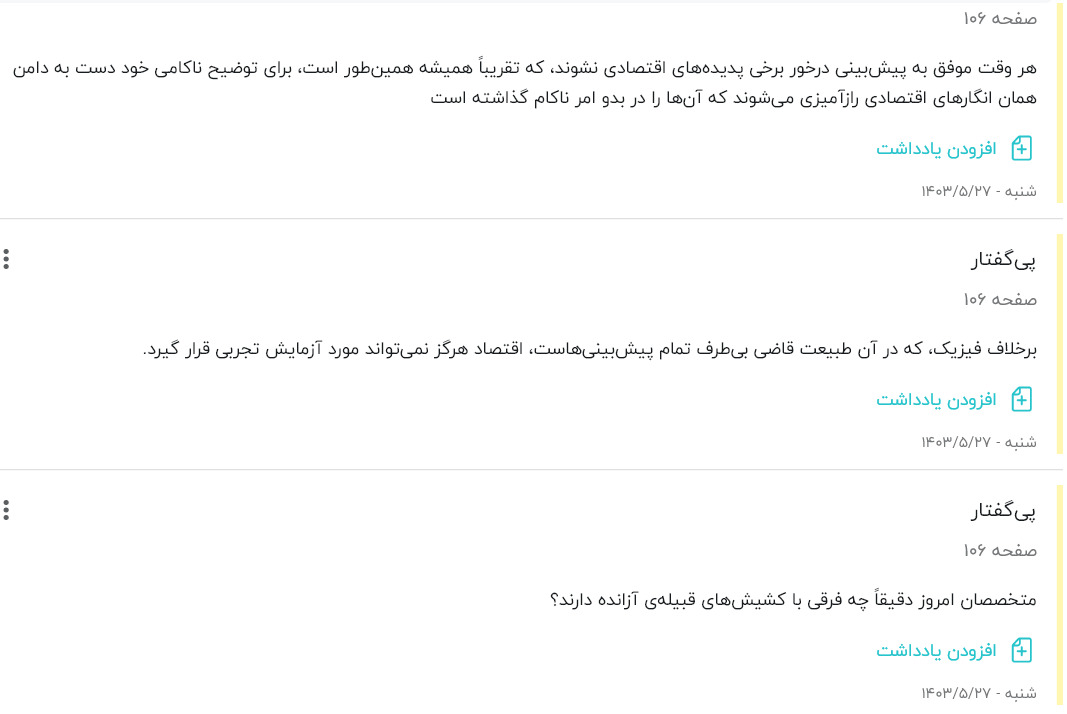 صفحه ۱۰۶
هر وقت موفق به پیش‌بینی درخور برخی پدیده‌های اقتصادی نشوند، که تقریباً همیشه همین‌طور است، برای توضیح ناکامی خود دست به دامن
همان انگارهای اقتصادی رازآمیزی می‌شوند که آن‌ها را در بدو امر ناکام گذاشته است
افزودن یادداشت
شنبه - ۱۴۰۳/۵/۲۷
پی‌گفتار
صفحه ۱۰۶
برخلاف فیزیک، که در آن طبیعت قاضی بی‌طرف تمام پیش‌بینی‌هاست، اقتصاد هرگز نمی‌تواند مورد آزمایش تجربی قرار گیرد.
افزودن یادداشت
شنبه - ۱۴۰۳/۵/۲۷
پی‌گفتار
صفحه ۱۰۶
متخصصان امروز دقیقاً چه فرقی با کشیش‌های قبیله‌ی آزانده دارند؟
افزودن یادداشت
شنبه - ۱۴۰۳/۵/۲۷